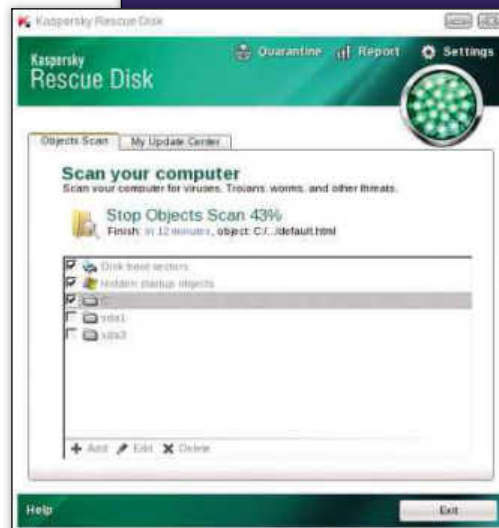 Kaspersky Rescue Disk
Kaspersky
Rescue Disk
Quarantine
Report
Settings
Objects Scan
My Update Center
Scan your computer
Scan your computer for viruses, Trojans, worms, and other threats.
Stop Objects Scan 43%
Finish: in 12 minutes, object: C:/.../default.html
Disk boot sectors
Hidden startup objects
C:
sda1
sda3
Add
Edit
Delete
Help
Exit